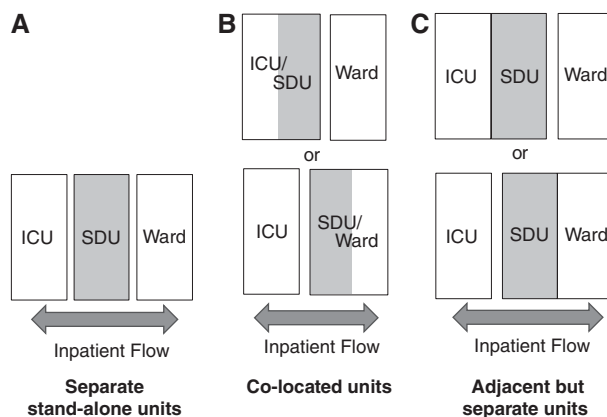 A
ICU
SDU
Ward
Inpatient Flow
Separate
stand-alone units
B
ICU/
SDU
Ward
or
ICU
SDU/
Ward
Inpatient Flow
Co-located units
C
ICU
SDU
Ward
or
ICU
SDU
Ward
Inpatient Flow
Adjacent but
separate units